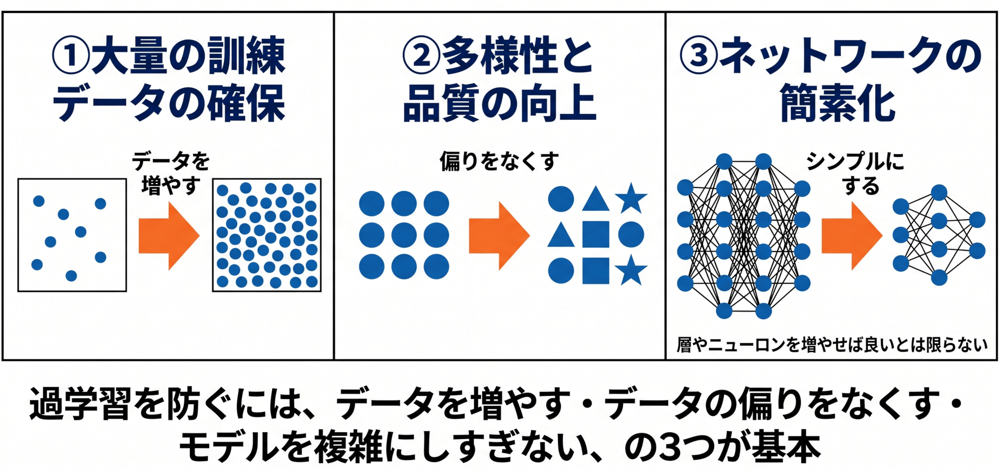 ①大量の訓練
データの確保
データを
増やす
②多様性と
品質の向上
偏りをなくす
③ネットワークの
簡素化
シンプルに
する
層やニューロンを増やせば良いとは限らない
過学習を防ぐには、データを増やす・データの偏りをなくす・
モデルを複雑にしすぎない、の3つが基本